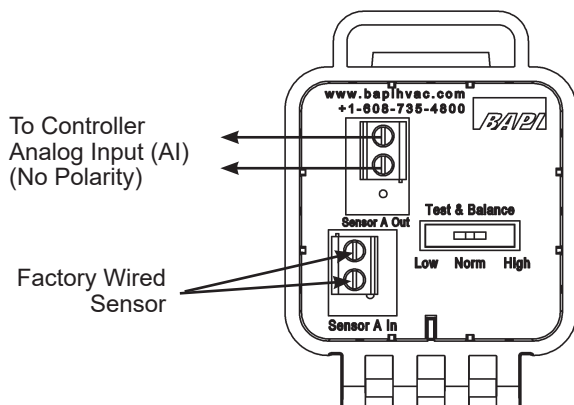 www.bapihvac.com
+1-608-735-4800
BAPI
To Controller
Analog Input (AI)
(No Polarity)
Sensor A Out
Test & Balance
Low Norm High
Factory Wired
Sensor
Sensor A In